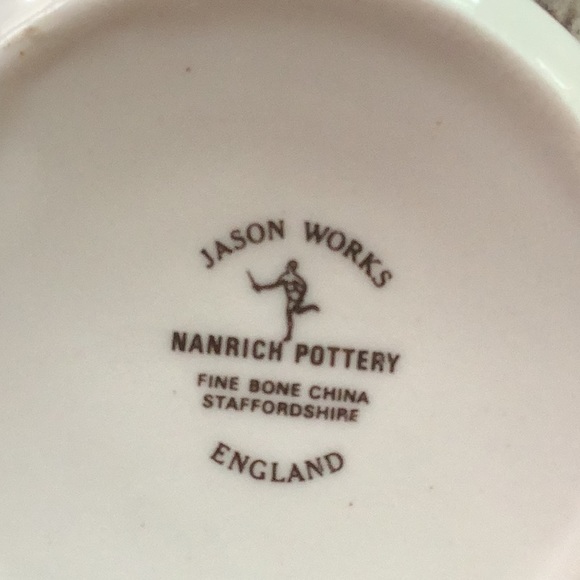 JASON WORKS
NANRICH POTTERY
FINE BONE CHINA
STAFFORDSHIRE
ENGLAND